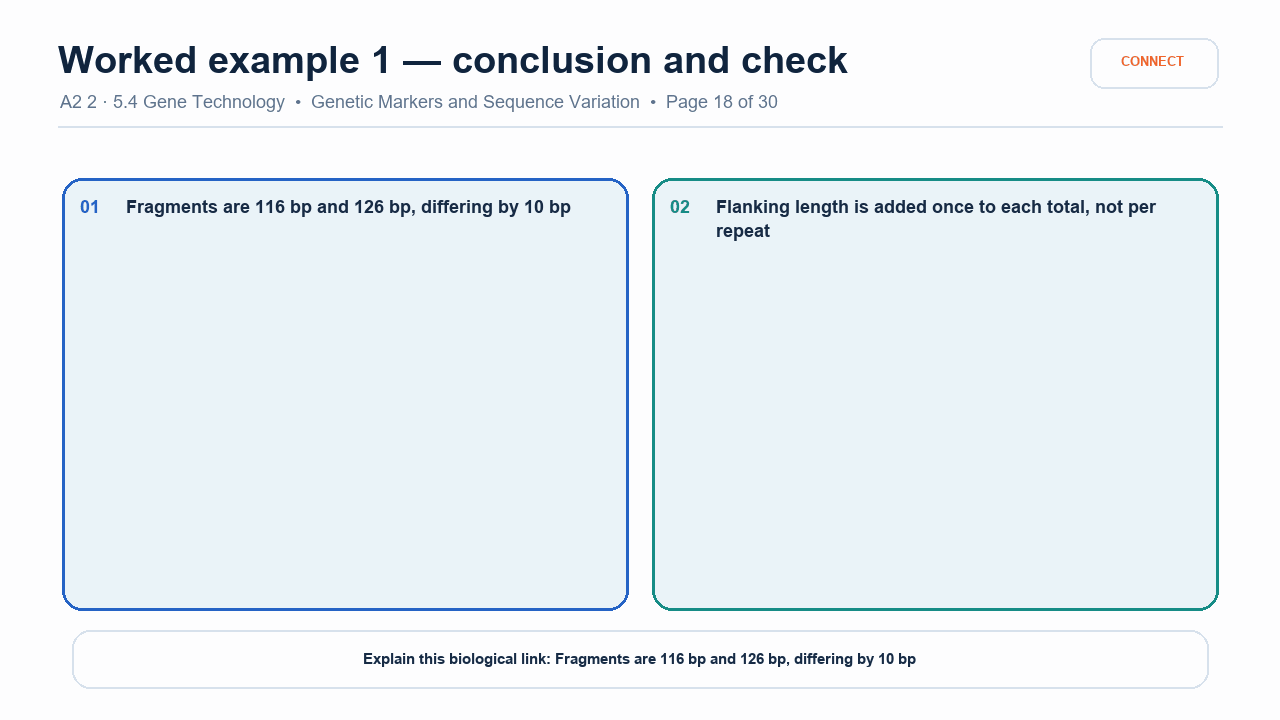 Worked example 1 — conclusion and check
CONNECT
A2 2 · 5.4 Gene Technology • Genetic Markers and Sequence Variation • Page 18 of 30
01 Fragments are 116 bp and 126 bp, differing by 10 bp
02 Flanking length is added once to each total, not per
repeat
Explain this biological link: Fragments are 116 bp and 126 bp, differing by 10 bp